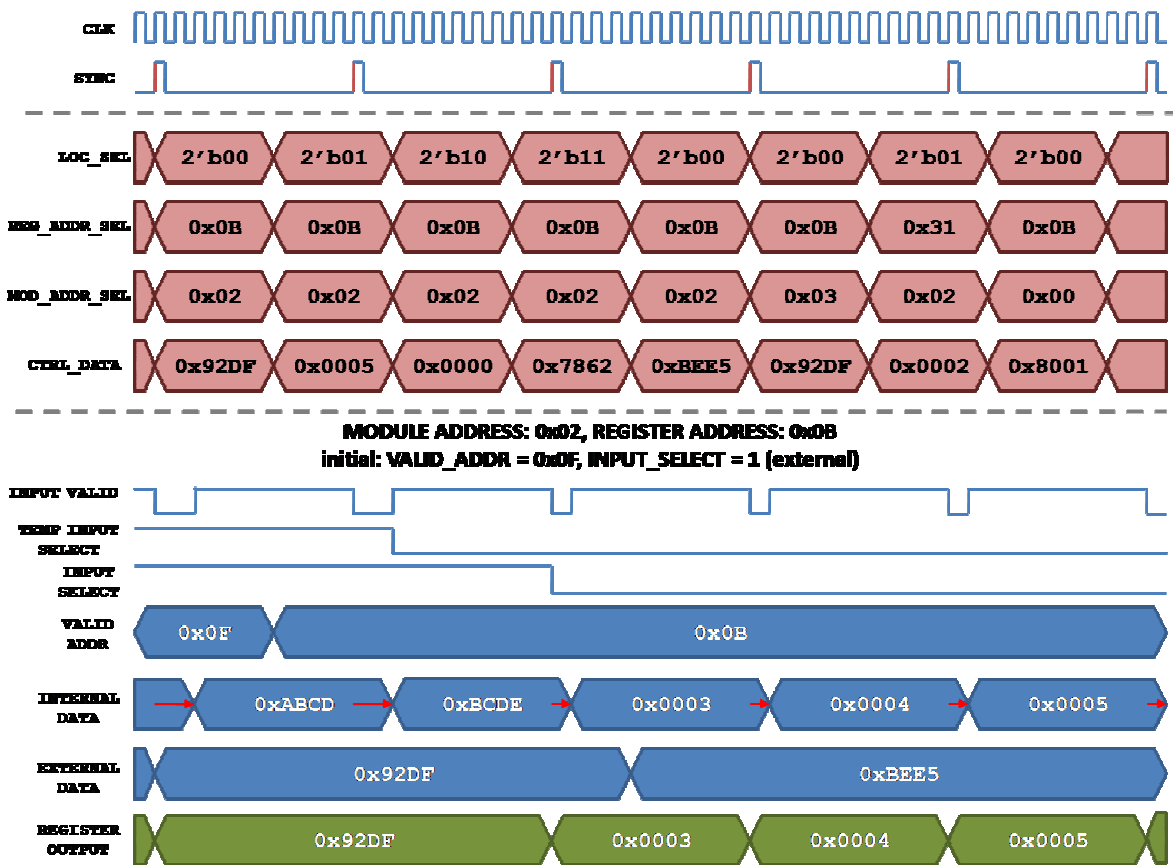 CLK
SYNC
LOC_SEL 2'b00 2'b01 2'b10 2'b11 2'b00 2'b00 2'b01 2'b00
REG_ADDR_SEL 0x0B 0x0B 0x0B 0x0B 0x0B 0x0B 0x31 0x0B
MOD_ADDR_SEL 0x02 0x02 0x02 0x02 0x02 0x03 0x02 0x00
CTRL_DATA 0x92DF 0x0005 0x0000 0x7862 0xBEE5 0x92DF 0x0002 0x8001
MODULE ADDRESS: 0x02, REGISTER ADDRESS: 0x0B
initial: VALID_ADDR = 0x0F, INPUT_SELECT = 1 (external)
INPUT VALID
TEMP INPUT
SELECT
INPUT
SELECT
VALID
ADDR
0x0F 0x0B
INTERNAL
DATA
0xABCD 0xBCDE 0x0003 0x0004 0x0005
EXTERNAL
DATA
0x92DF 0xBEE5
REGISTER
OUTPUT
0x92DF 0x0003 0x0004 0x0005